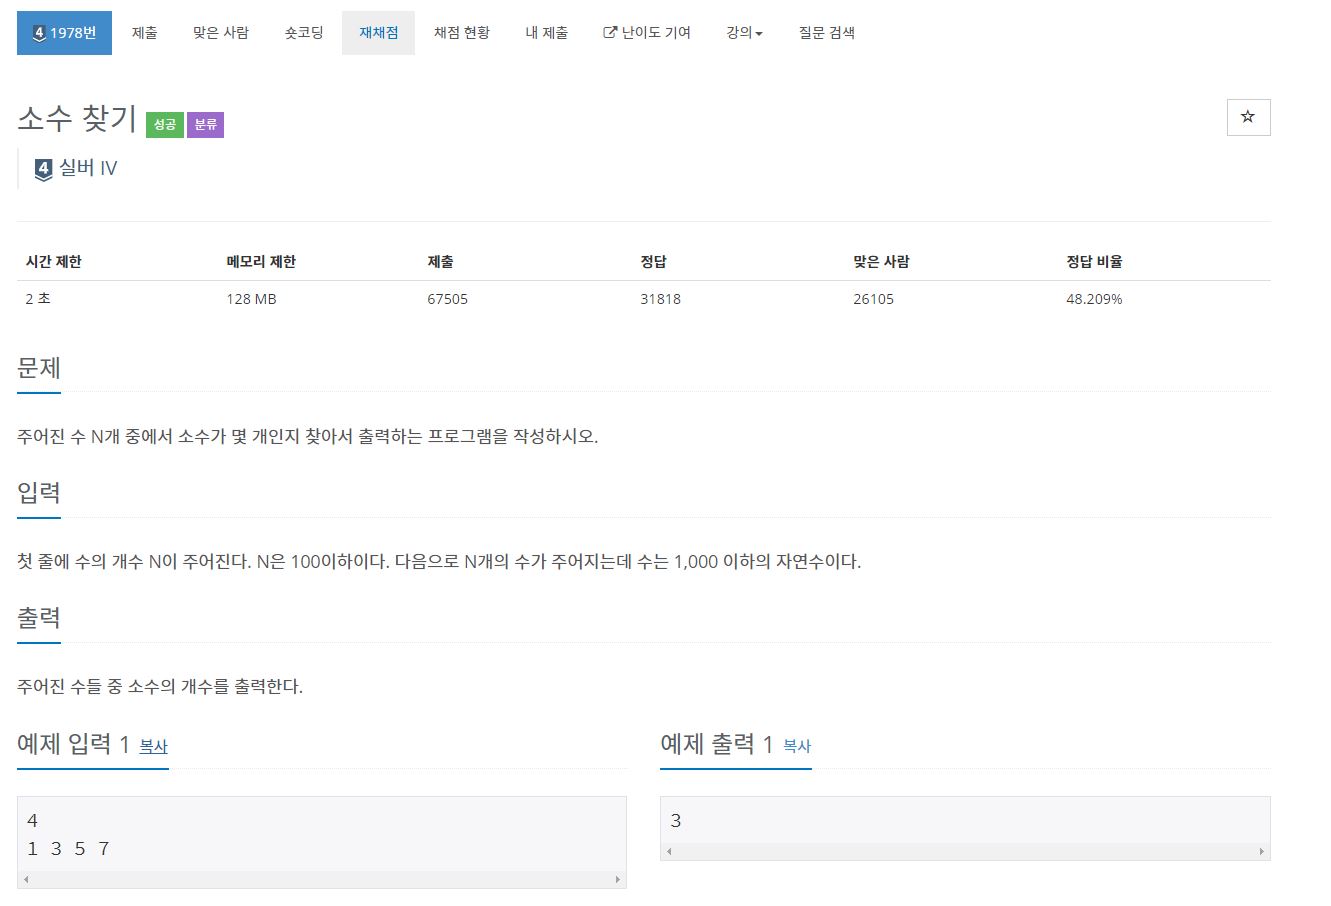 4 1978번 제출 맞은 사람 숏코딩 재채점 채점 현황 내 제출 난이도 기여 강의 질문 검색
소수 찾기 성공 분류
4 실버 IV
시간 제한 메모리 제한 제출 정답 맞은 사람 정답 비율
2 초 128 MB 67505 31818 26105 48.209%
문제
주어진 수 N개 중에서 소수가 몇 개인지 찾아서 출력하는 프로그램을 작성하시오.
입력
첫 줄에 수의 개수 N이 주어진다. N은 100이하이다. 다음으로 N개의 수가 주어지는데 수는 1,000 이하의 자연수이다.
출력
주어진 수들 중 소수의 개수를 출력한다.
예제 입력 1 복사
4
1 3 5 7
예제 출력 1 복사
3